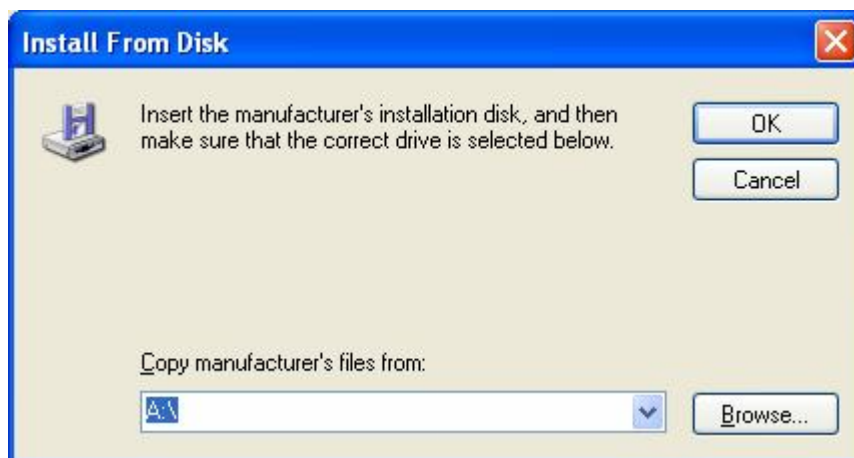 Install From Disk
Insert the manufacturer's installation disk, and then
make sure that the correct drive is selected below.
OK
Cancel
Copy manufacturer's files from:
A:\
Browse...